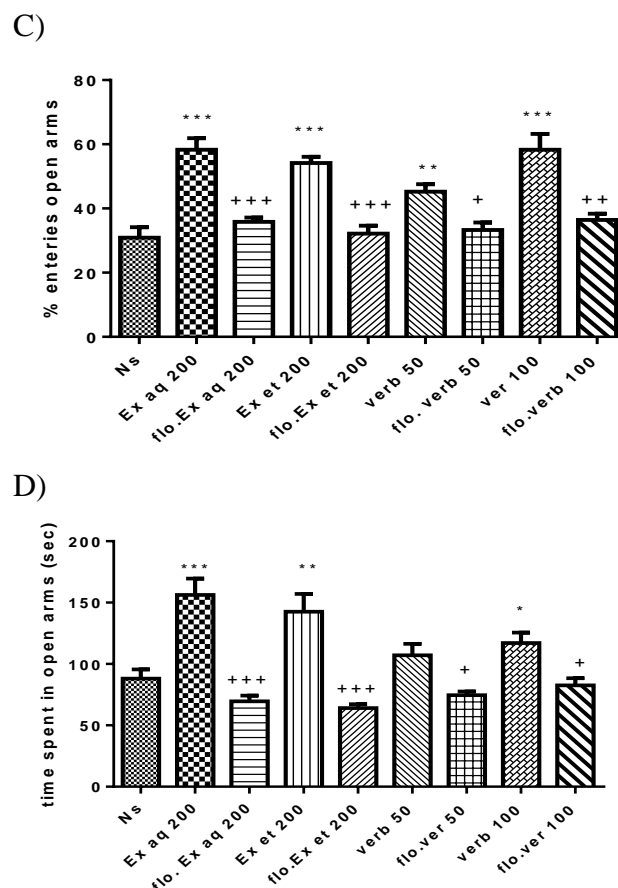 C)
% enteries open arms
80
60
40
20
0
***
+++
***
+++
**
+
***
++
Ns
Ex aq 200
flo.Ex aq 200
Ex et 200
flo.Ex et 200
verb 50
flo. verb 50
ver 100
flo.verb 100
D)
time spent in open arms (sec)
200
150
100
50
0
***
+++
**
+++
+
*
+
Ns
Ex aq 200
flo. Ex aq 200
Ex et 200
flo.Ex et 200
verb 50
flo.ver 50
verb 100
flo.ver 100